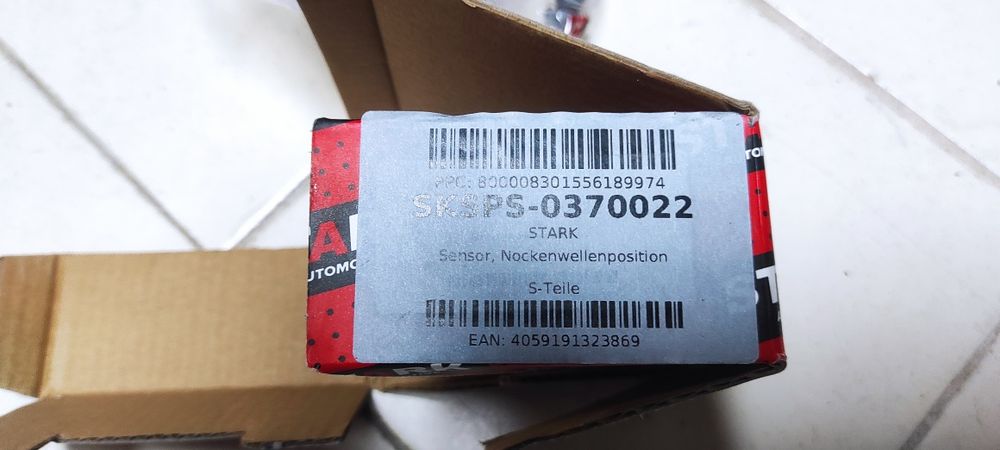 PPC: 800008301556189974
SKSPS-0370022
STARK
Sensor, Nockenwellenposition
S-Teile
EAN: 4059191323869